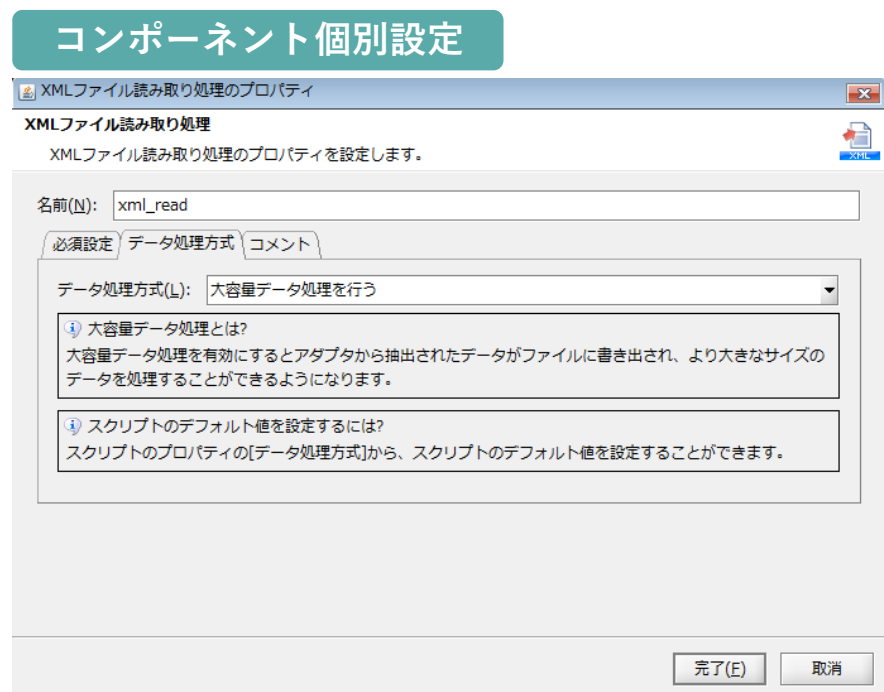 コンポーネント個別設定
XMLファイル読み取り処理のプロパティ
XMLファイル読み取り処理
XMLファイル読み取り処理のプロパティを設定します。
XML
名前(N): xml_read
必須設定 データ処理方式 コメント
データ処理方式(L): 大容量データ処理を行う
大容量データ処理とは?
大容量データ処理を有効にするとアダプタから抽出されたデータがファイルに書き出され、より大きなサイズの
データを処理することができるようになります。
スクリプトのデフォルト値を設定するには?
スクリプトのプロパティの[データ処理方式]から、スクリプトのデフォルト値を設定することができます。
完了(F) 取消